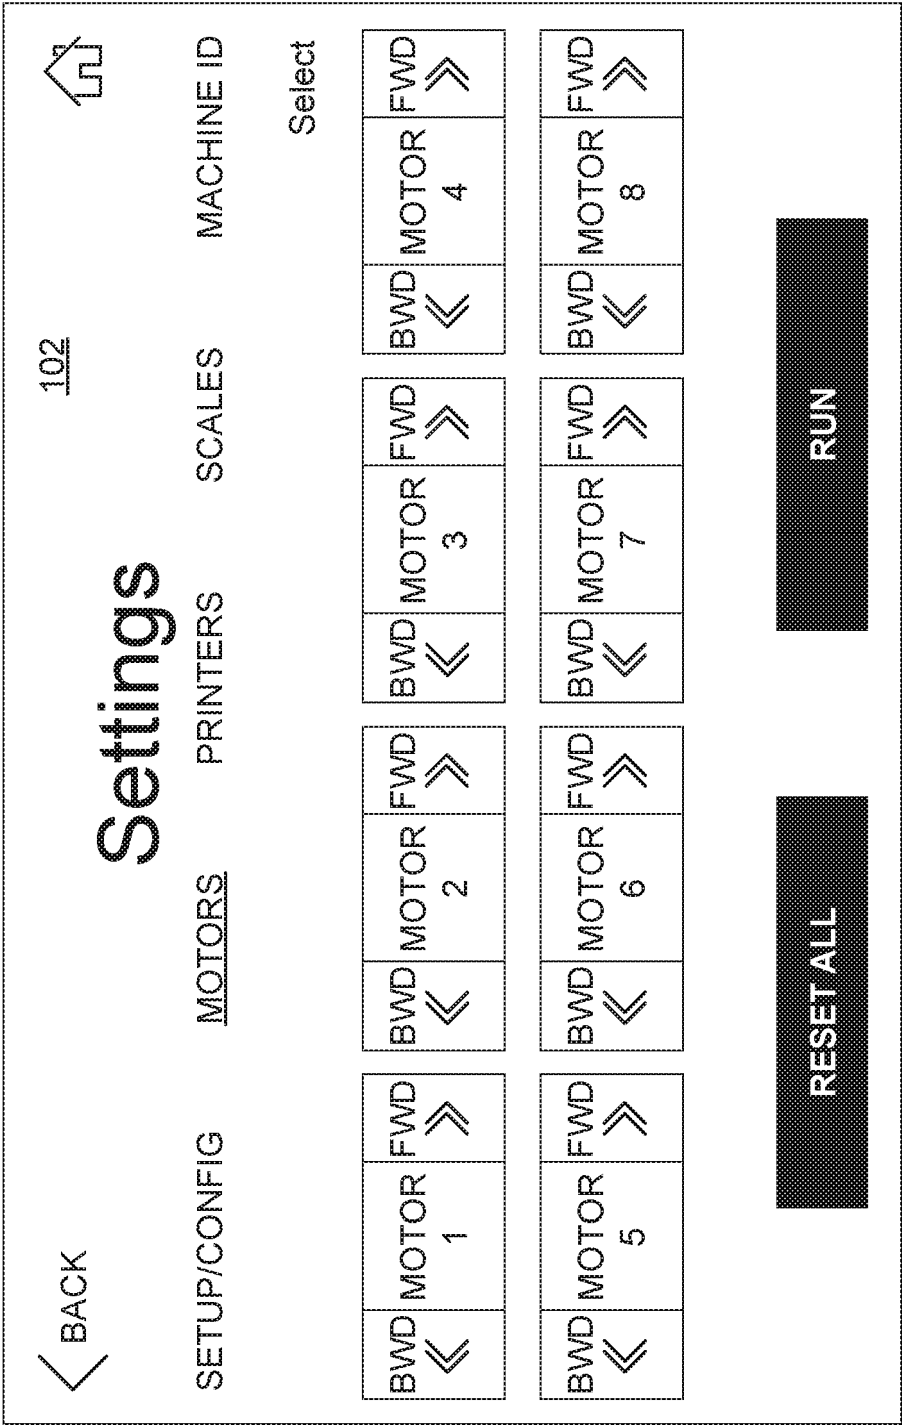 BACK
102
Settings
SETUP/CONFIG MOTORS PRINTERS SCALES MACHINE ID
Select
BWD MOTOR 1 FWD BWD MOTOR 2 FWD BWD MOTOR 3 FWD BWD MOTOR 4 FWD
BWD MOTOR 5 FWD BWD MOTOR 6 FWD BWD MOTOR 7 FWD BWD MOTOR 8 FWD
RESET ALL RUN